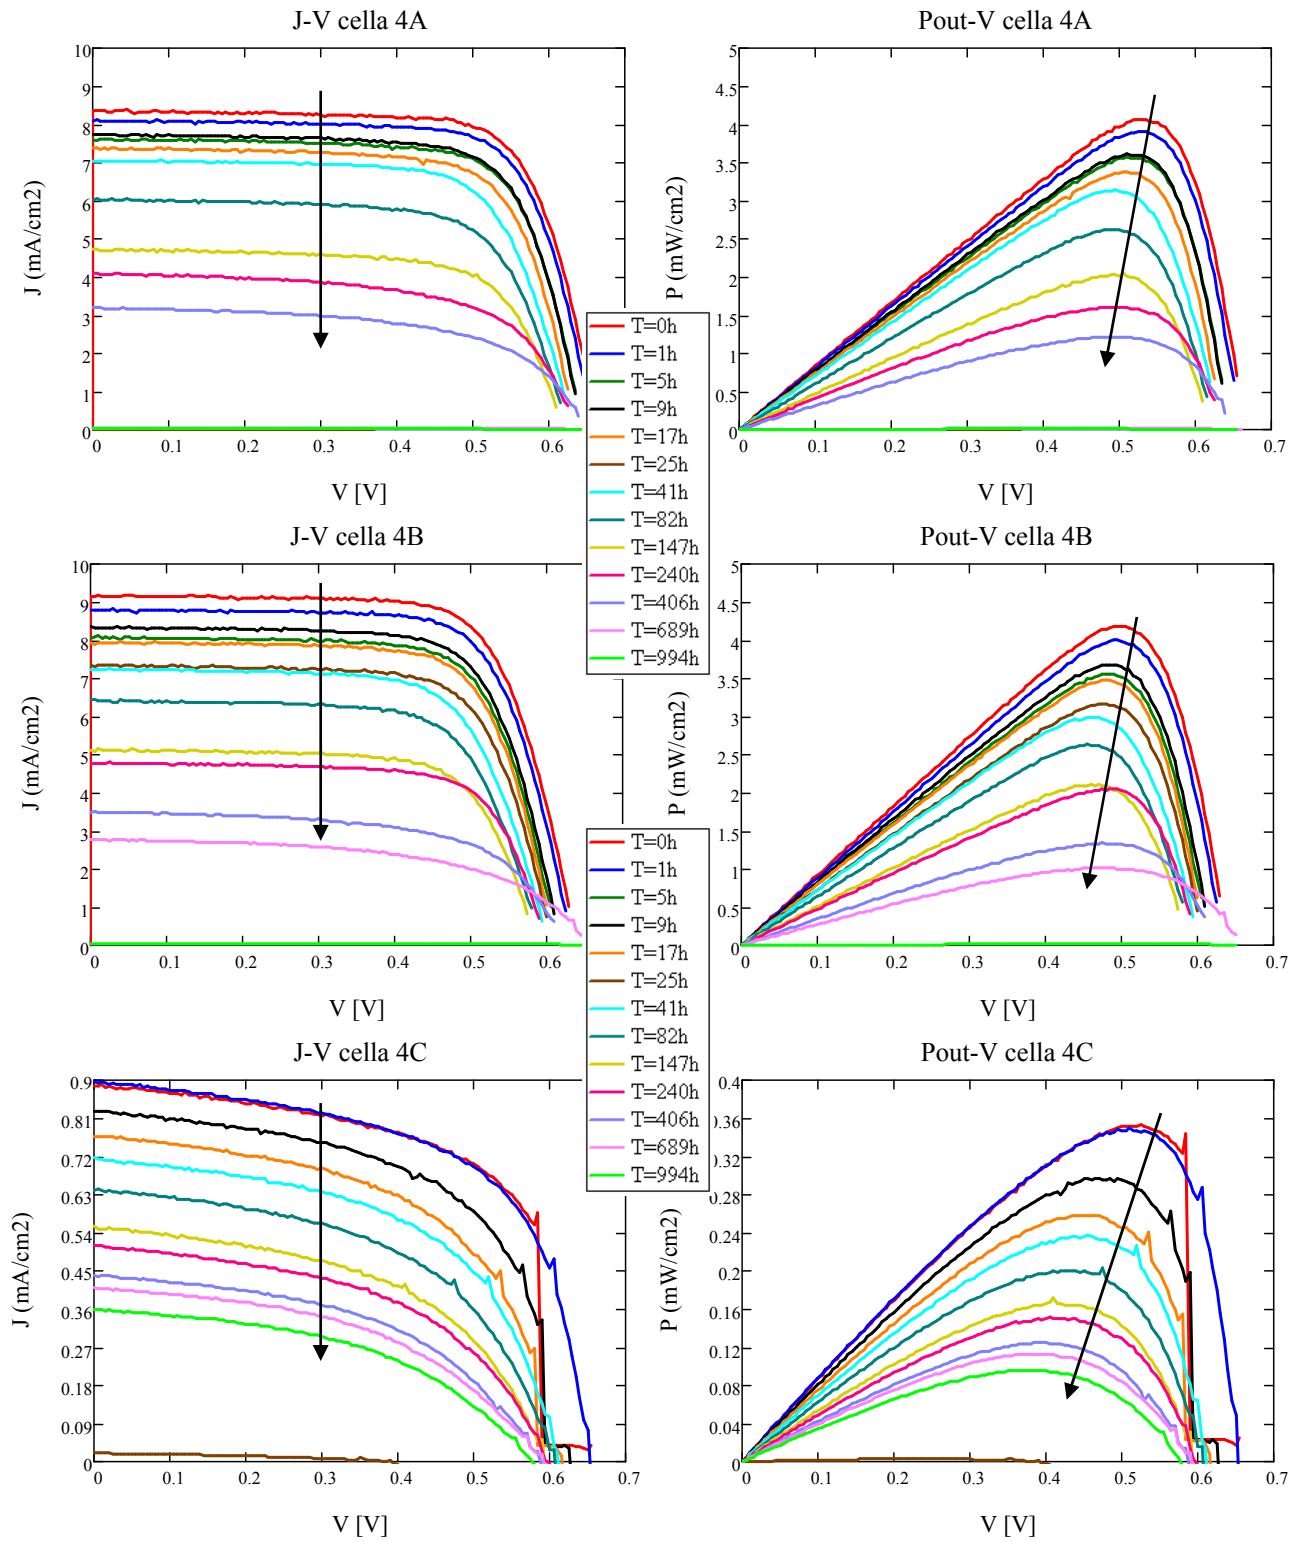 J-V cella 4A
Pout-V cella 4A
10
9
8
7
6
5
4
3
2
1
0
J (mA/cm2)
0
0.1
0.2
0.3
0.4
0.5
V [V]
5
4.5
4
3.5
3
2.5
2
1.5
1
0.5
0
P (mW/cm2)
0
0.1
0.2
0.3
0.4
0.5
0.6
0.7
V [V]
T=0h
T=1h
T=5h
T=9h
T=17h
T=25h
T=41h
T=82h
T=147h
T=240h
T=406h
T=689h
T=994h
J-V cella 4B
Pout-V cella 4B
10
9
8
7
6
5
4
3
2
1
0
J (mA/cm2)
0
0.1
0.2
0.3
0.4
0.5
0.6
V [V]
5
4.5
4
3.5
3
2.5
2
1.5
1
0.5
0
P (mW/cm2)
0
0.1
0.2
0.3
0.4
0.5
0.6
0.7
V [V]
T=0h
T=1h
T=5h
T=9h
T=17h
T=25h
T=41h
T=82h
T=147h
T=240h
T=406h
T=689h
T=994h
J-V cella 4C
Pout-V cella 4C
0.9
0.81
0.72
0.63
0.54
0.45
0.36
0.27
0.18
0.09
0
J (mA/cm2)
0
0.1
0.2
0.3
0.4
0.5
0.6
0.7
V [V]
0.4
0.36
0.32
0.28
0.24
0.2
0.16
0.12
0.08
0.04
0
P (mW/cm2)
0
0.1
0.2
0.3
0.4
0.5
0.6
0.7
V [V]